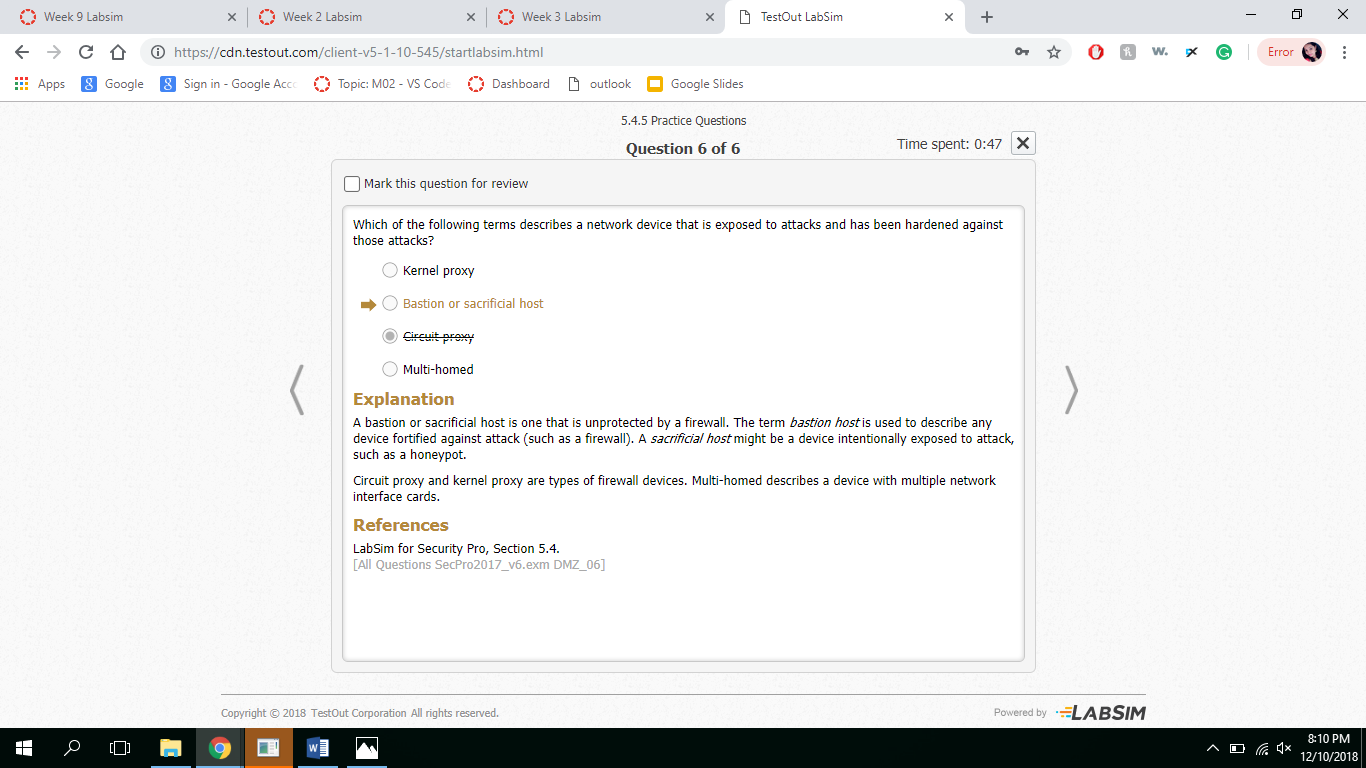 Week 9 Labsim
Week 2 Labsim
Week 3 Labsim
TestOut LabSim
https://cdn.testout.com/client-v5-1-10-545/startlabsim.html
Error
Apps
Google
Sign in - Google Acc
Topic: M02 - VS Code
Dashboard
outlook
Google Slides
5.4.5 Practice Questions
Question 6 of 6
Time spent: 0:47
Mark this question for review
Which of the following terms describes a network device that is exposed to attacks and has been hardened against
those attacks?
Kernel proxy
Bastion or sacrificial host
Circuit proxy
Multi-homed
Explanation
A bastion or sacrificial host is one that is unprotected by a firewall. The term bastion host is used to describe any
device fortified against attack (such as a firewall). A sacrificial host might be a device intentionally exposed to attack,
such as a honeypot.
Circuit proxy and kernel proxy are types of firewall devices. Multi-homed describes a device with multiple network
interface cards.
References
LabSim for Security Pro, Section 5.4.
[All Questions SecPro2017_v6.exm DMZ_06]
Copyright © 2018 TestOut Corporation All rights reserved.
Powered by LABSIM
8:10 PM
12/10/2018